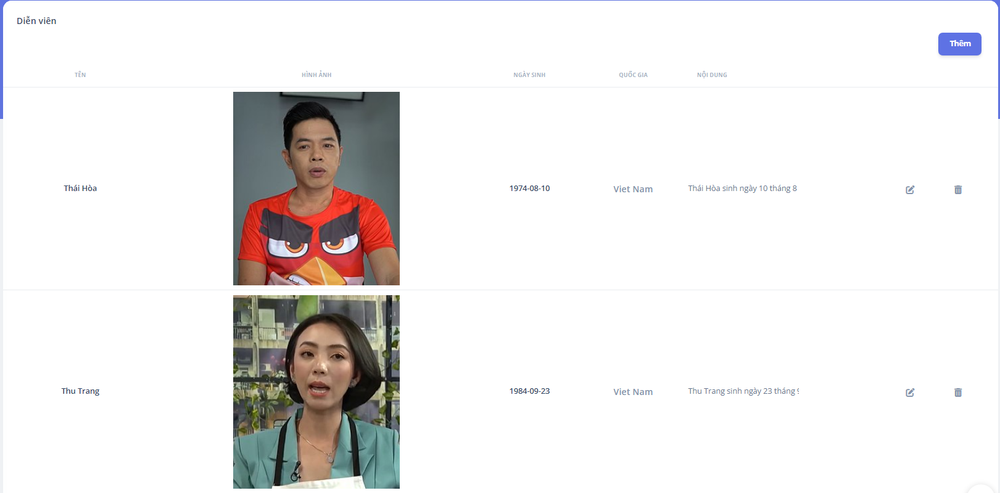 Diễn viên
Thêm
TÊN HÌNH ẢNH NGÀY SINH QUỐC GIA NỘI DUNG
Thái Hòa 1974-08-10 Viet Nam Thái Hòa sinh ngày 10 tháng 8
Thu Trang 1984-09-23 Viet Nam Thu Trang sinh ngày 23 tháng 9